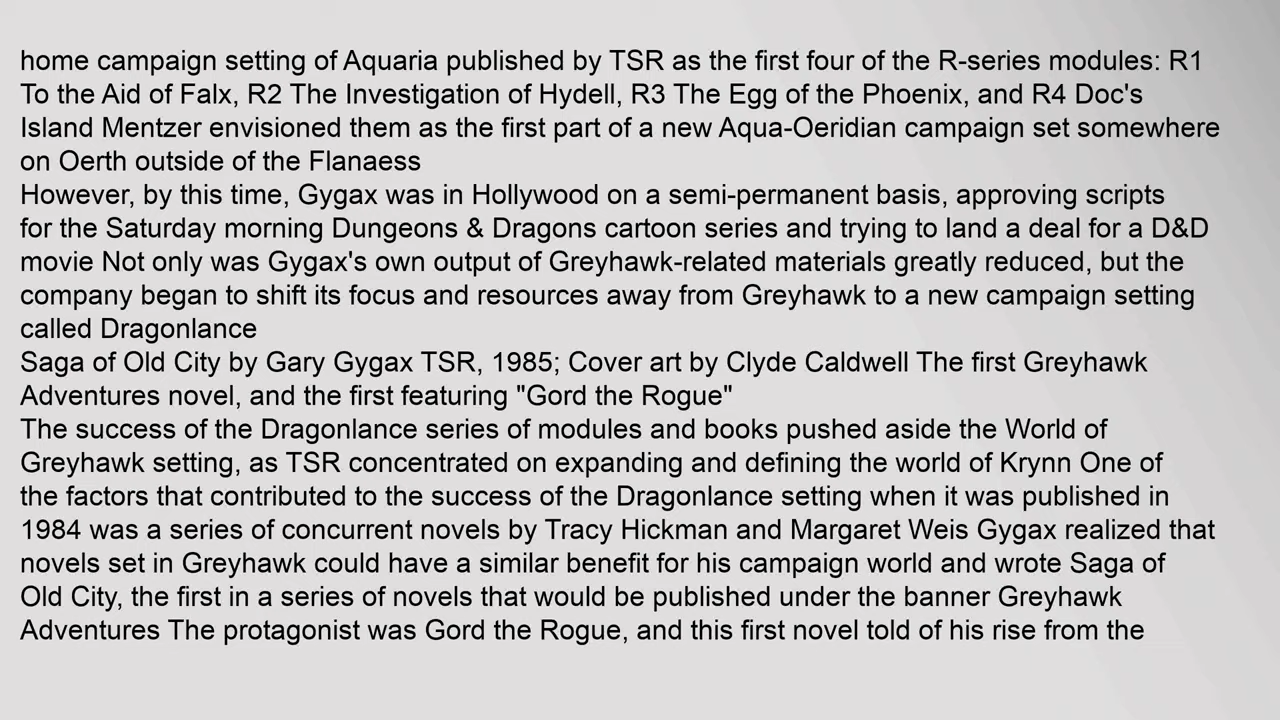 home campaign setting of Aquaria published by TSR as the first four of the R-series modules: R1
To the Aid of Falx, R2 The Investigation of Hydell, R3 The Egg of the Phoenix, and R4 Doc's
Island Mentzer envisioned them as the first part of a new Aqua-Oeridian campaign set somewhere
on Oerth outside of the Flanaess
However, by this time, Gygax was in Hollywood on a semi-permanent basis, approving scripts
for the Saturday morning Dungeons & Dragons cartoon series and trying to land a deal for a D&D
movie Not only was Gygax's own output of Greyhawk-related materials greatly reduced, but the
company began to shift its focus and resources away from Greyhawk to a new campaign setting
called Dragonlance
Saga of Old City by Gary Gygax TSR, 1985; Cover art by Clyde Caldwell The first Greyhawk
Adventures novel, and the first featuring "Gord the Rogue"
The success of the Dragonlance series of modules and books pushed aside the World of
Greyhawk setting, as TSR concentrated on expanding and defining the world of Krynn One of
the factors that contributed to the success of the Dragonlance setting when it was published in
1984 was a series of concurrent novels by Tracy Hickman and Margaret Weis Gygax realized that
novels set in Greyhawk could have a similar benefit for his campaign world and wrote Saga of
Old City, the first in a series of novels that would be published under the banner Greyhawk
Adventures The protagonist was Gord the Rogue, and this first novel told of his rise from the